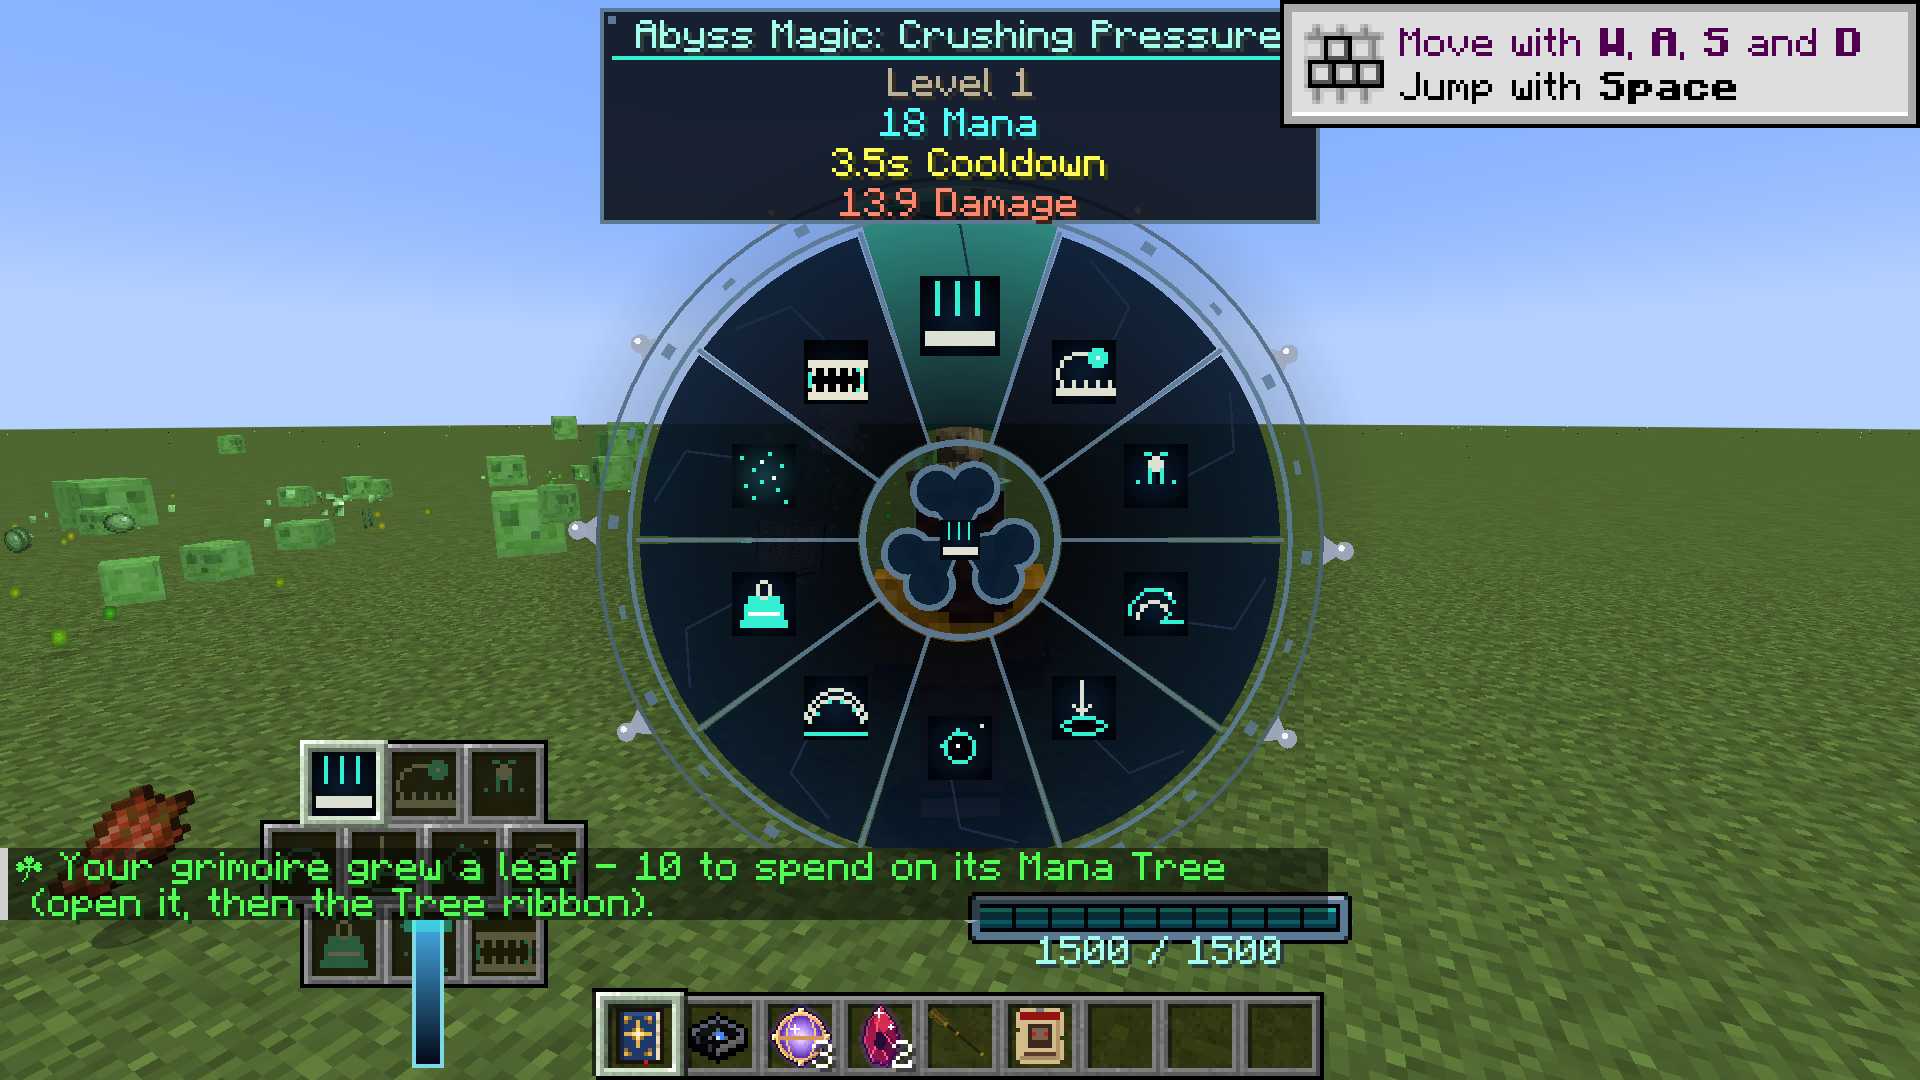 Abyss Magic: Crushing Pressure
Level 1
18 Mana
3.5s Cooldown
13.9 Damage
Move with W, A, S and D
Jump with Space
Your grimoire grew a leaf – 10 to spend on its Mana Tree
(open it, then the Tree ribbon).
1500 / 1500
3
2